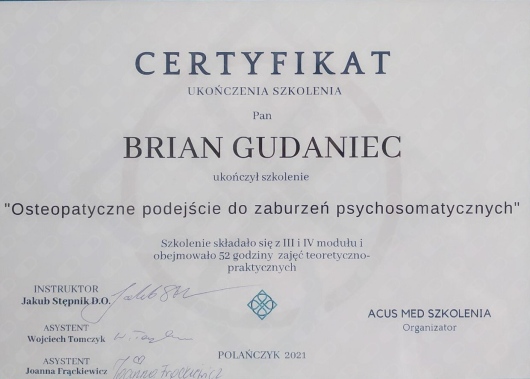 CERTYFIKAT
UKOŃCZENIA SZKOLENIA
Pan
BRIAN GUDANIEC
ukończył szkolenie
"Osteopatyczne podejście do zaburzeń psychosomatycznych"
Szkolenie składało się z III i IV modułu i
obejmowało 52 godziny zajęć teoretyczno-
praktycznych
INSTRUKTOR
Jakub Stępnik D.O.
ASYSTENT
Wojciech Tomczyk
ASYSTENT
Joanna Frąckiewicz
Joanna Frąckiewicz
POLAŃCZYK 2021
ACUS MED SZKOLENIA
Organizator